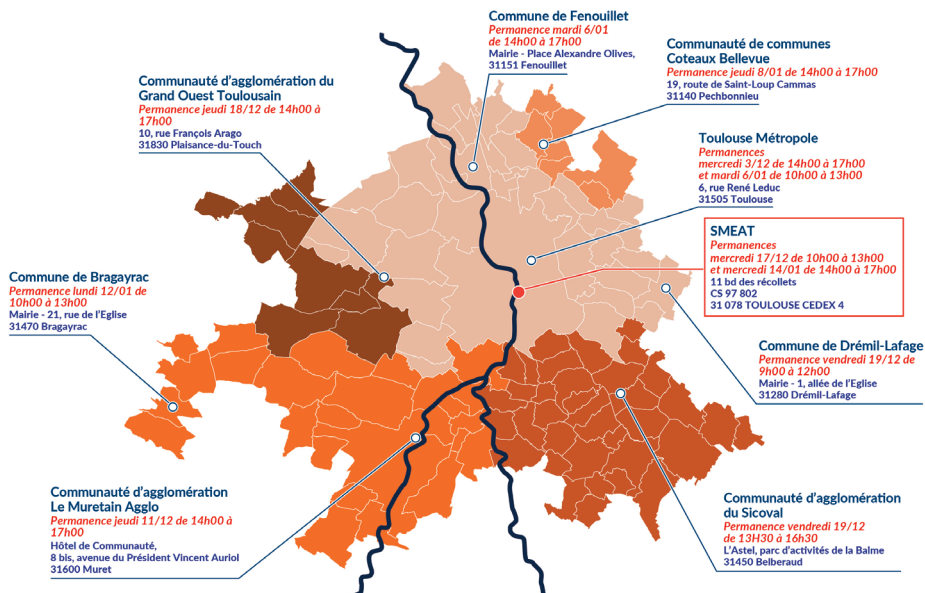 Commune de Fenouillet
Permanence mardi 6/01
de 14h00 à 17h00
Mairie - Place Alexandre Olives,
31151 Fenouillet
Communauté de communes
Coteaux Bellevue
Permanence jeudi 8/01 de 14h00 à 17h00
19, route de Saint-Loup Cammas
31140 Pechbonnieu
Communauté d'agglomération du
Grand Ouest Toulousain
Permanence jeudi 18/12 de 14h00 à
17h00
10, rue François Arago
31830 Plaisance-du-Touch
Toulouse Métropole
Permanences
mercredi 3/12 de 14h00 à 17h00
et mardi 6/01 de 10h00 à 13h00
6, rue René Leduc
31505 Toulouse
SMEAT
Permanences
mercredi 17/12 de 10h00 à 13h00
et mercredi 14/01 de 14h00 à 17h00
11 bd des récollets
CS 97 802
31 078 TOULOUSE CEDEX 4
Commune de Bragayrac
Permanence lundi 12/01 de
10h00 à 13h00
Mairie - 21, rue de l'Eglise
31470 Bragayrac
Commune de Drémil-Lafage
Permanence vendredi 19/12 de
9h00 à 12h00
Mairie - 1, allée de l'Eglise
31280 Drémil-Lafage
Communauté d'agglomération
Le Muretain Agglo
Permanence jeudi 11/12 de 14h00 à
17h00
Hôtel de Communauté,
8 bis, avenue du Président Vincent Auriol
31600 Muret
Communauté d'agglomération
du Sicoval
Permanence vendredi 19/12
de 13H30 à 16h30
L'Astel, parc d'activités de la Balme
31450 Belberaud